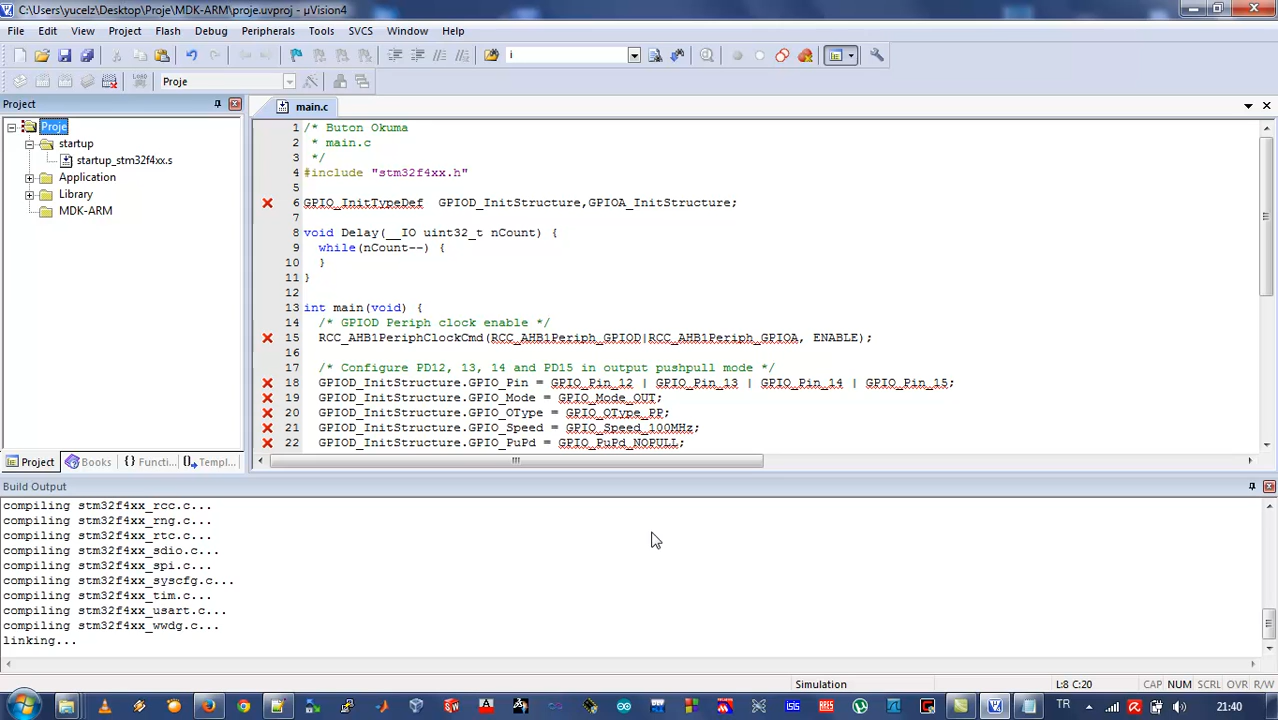 C:\Users\yucelz\Desktop\Proje\MDK-ARM\proje.uvproj - µVision4
File Edit View Project Flash Debug Peripherals Tools SVCS Window Help
i
LOAD Proje
Project
main.c
Proje
startup
startup_stm32f4xx.s
Application
Library
MDK-ARM
1 /* Buton Okuma
2 * main.c
3 */
4 #include "stm32f4xx.h"
5
6 GPIO_InitTypeDef  GPIOD_InitStructure,GPIOA_InitStructure;
7
8 void Delay(__IO uint32_t nCount) {
9 while(nCount--) {
10 }
11 }
12
13 int main(void) {
14 /* GPIOD Periph clock enable */
15 RCC_AHB1PeriphClockCmd(RCC_AHB1Periph_GPIOD|RCC_AHB1Periph_GPIOA, ENABLE);
16
17 /* Configure PD12, 13, 14 and PD15 in output pushpull mode */
18 GPIOD_InitStructure.GPIO_Pin = GPIO_Pin_12 | GPIO_Pin_13 | GPIO_Pin_14 | GPIO_Pin_15;
19 GPIOD_InitStructure.GPIO_Mode = GPIO_Mode_OUT;
20 GPIOD_InitStructure.GPIO_OType = GPIO_OType_PP;
21 GPIOD_InitStructure.GPIO_Speed = GPIO_Speed_100MHz;
22 GPIOD_InitStructure.GPIO_PuPd = GPIO_PuPd_NOPULL;
Project Books {} Functi... Templ...
Build Output
compiling stm32f4xx_rcc.c...
compiling stm32f4xx_rng.c...
compiling stm32f4xx_rtc.c...
compiling stm32f4xx_sdio.c...
compiling stm32f4xx_spi.c...
compiling stm32f4xx_syscfg.c...
compiling stm32f4xx_tim.c...
compiling stm32f4xx_usart.c...
compiling stm32f4xx_wwdg.c...
linking...
Simulation L:8 C:20 CAP NUM SCRL OVR R/W
TR 21:40